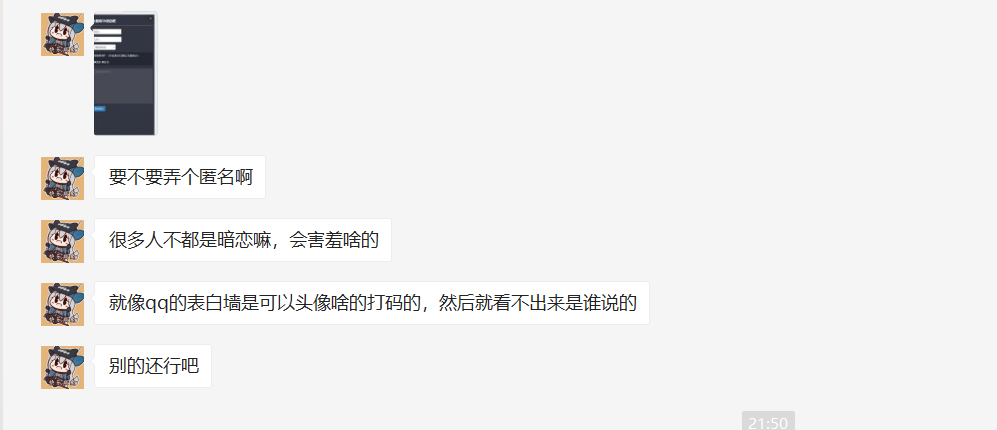 要不要弄个匿名啊
很多人不都是暗恋嘛，会害羞啥的
就像qq的表白墙是可以头像啥的打码的，然后就看不出来是谁说的
别的还行吧
21:50